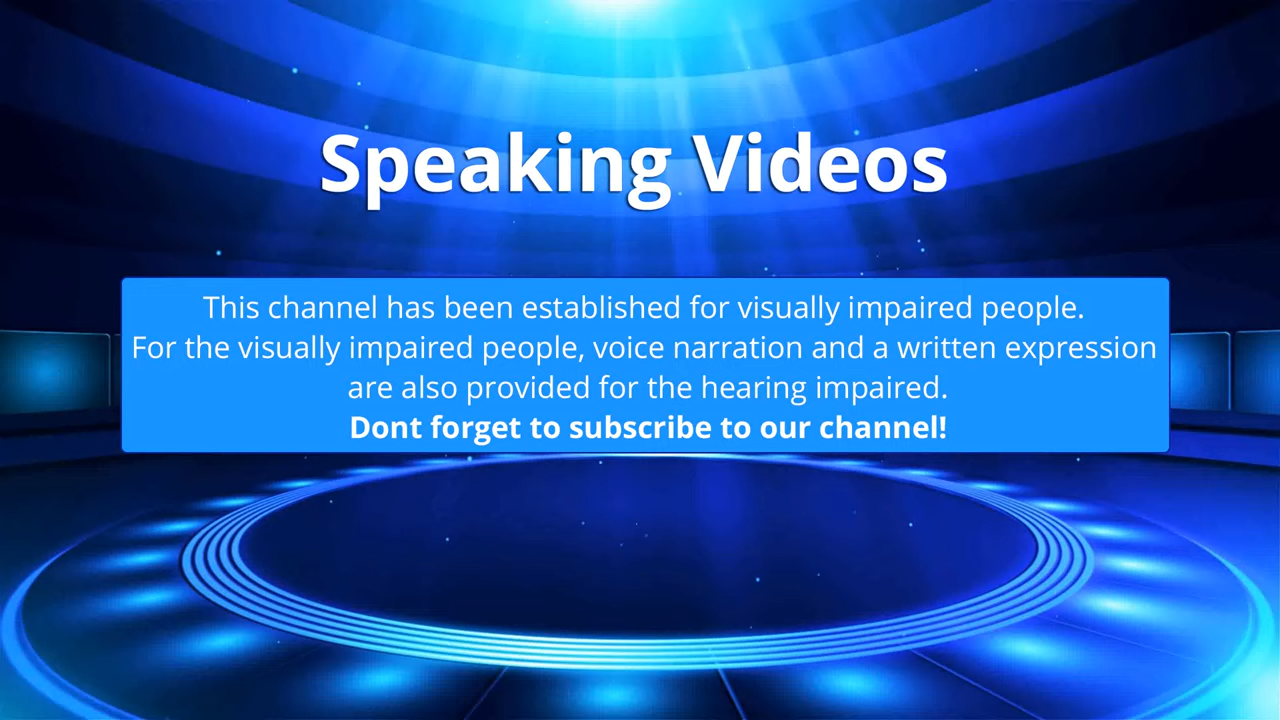 Speaking Videos
This channel has been established for visually impaired people.
For the visually impaired people, voice narration and a written expression
are also provided for the hearing impaired.
Dont forget to subscribe to our channel!